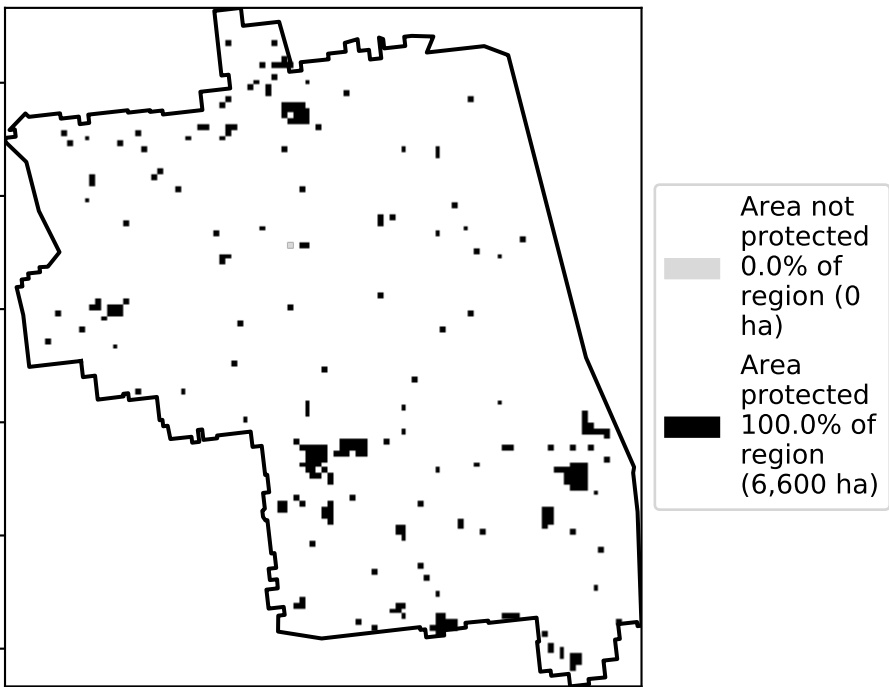 Area not
protected
0.0% of
region (0
ha)
Area
protected
100.0% of
region
(6,600 ha)